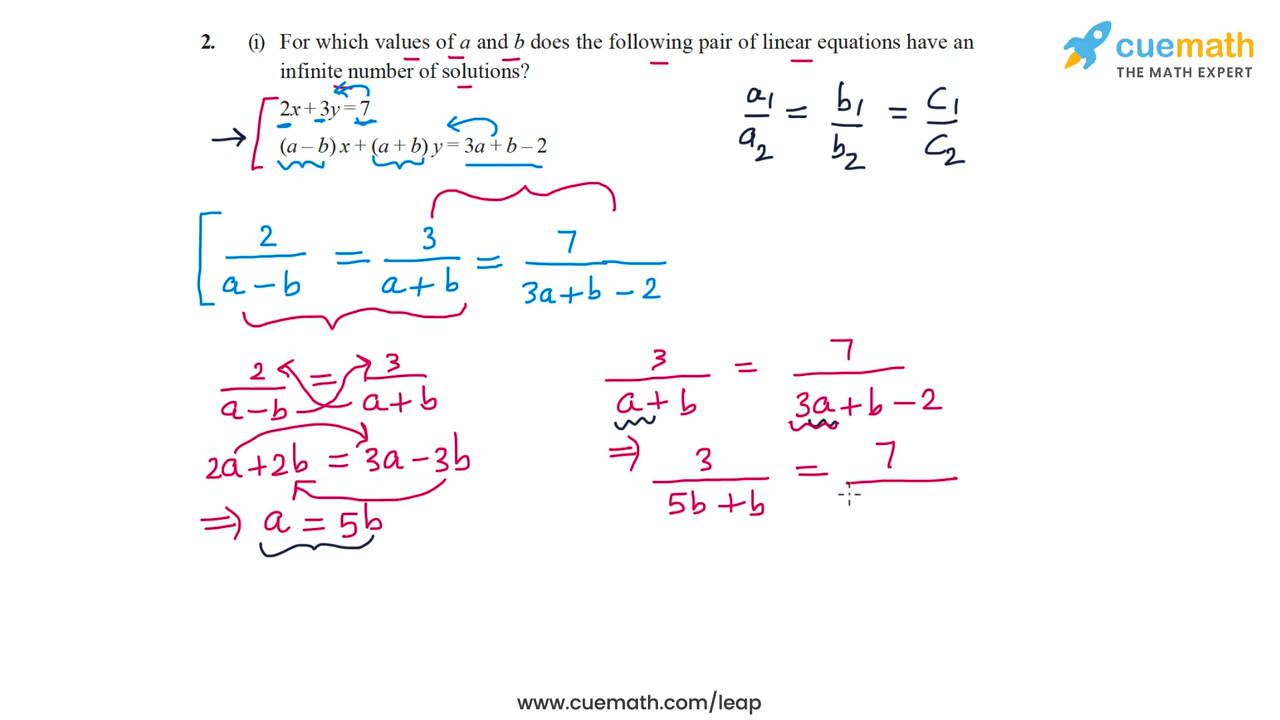 cuemath
THE MATH EXPERT
2. (i) For which values of a and b does the following pair of linear equations have an
infinite number of solutions?
2x + 3y = 7
(a – b) x + (a + b) y = 3a + b – 2
a1/a2 = b1/b2 = c1/c2
2/(a – b) = 3/(a + b) = 7/(3a + b – 2)
2/(a – b) = 3/(a + b)
2a + 2b = 3a – 3b
⇒ a = 5b
3/(a + b) = 7/(3a + b – 2)
⇒ 3/(5b + b) = 7/
www.cuemath.com/leap